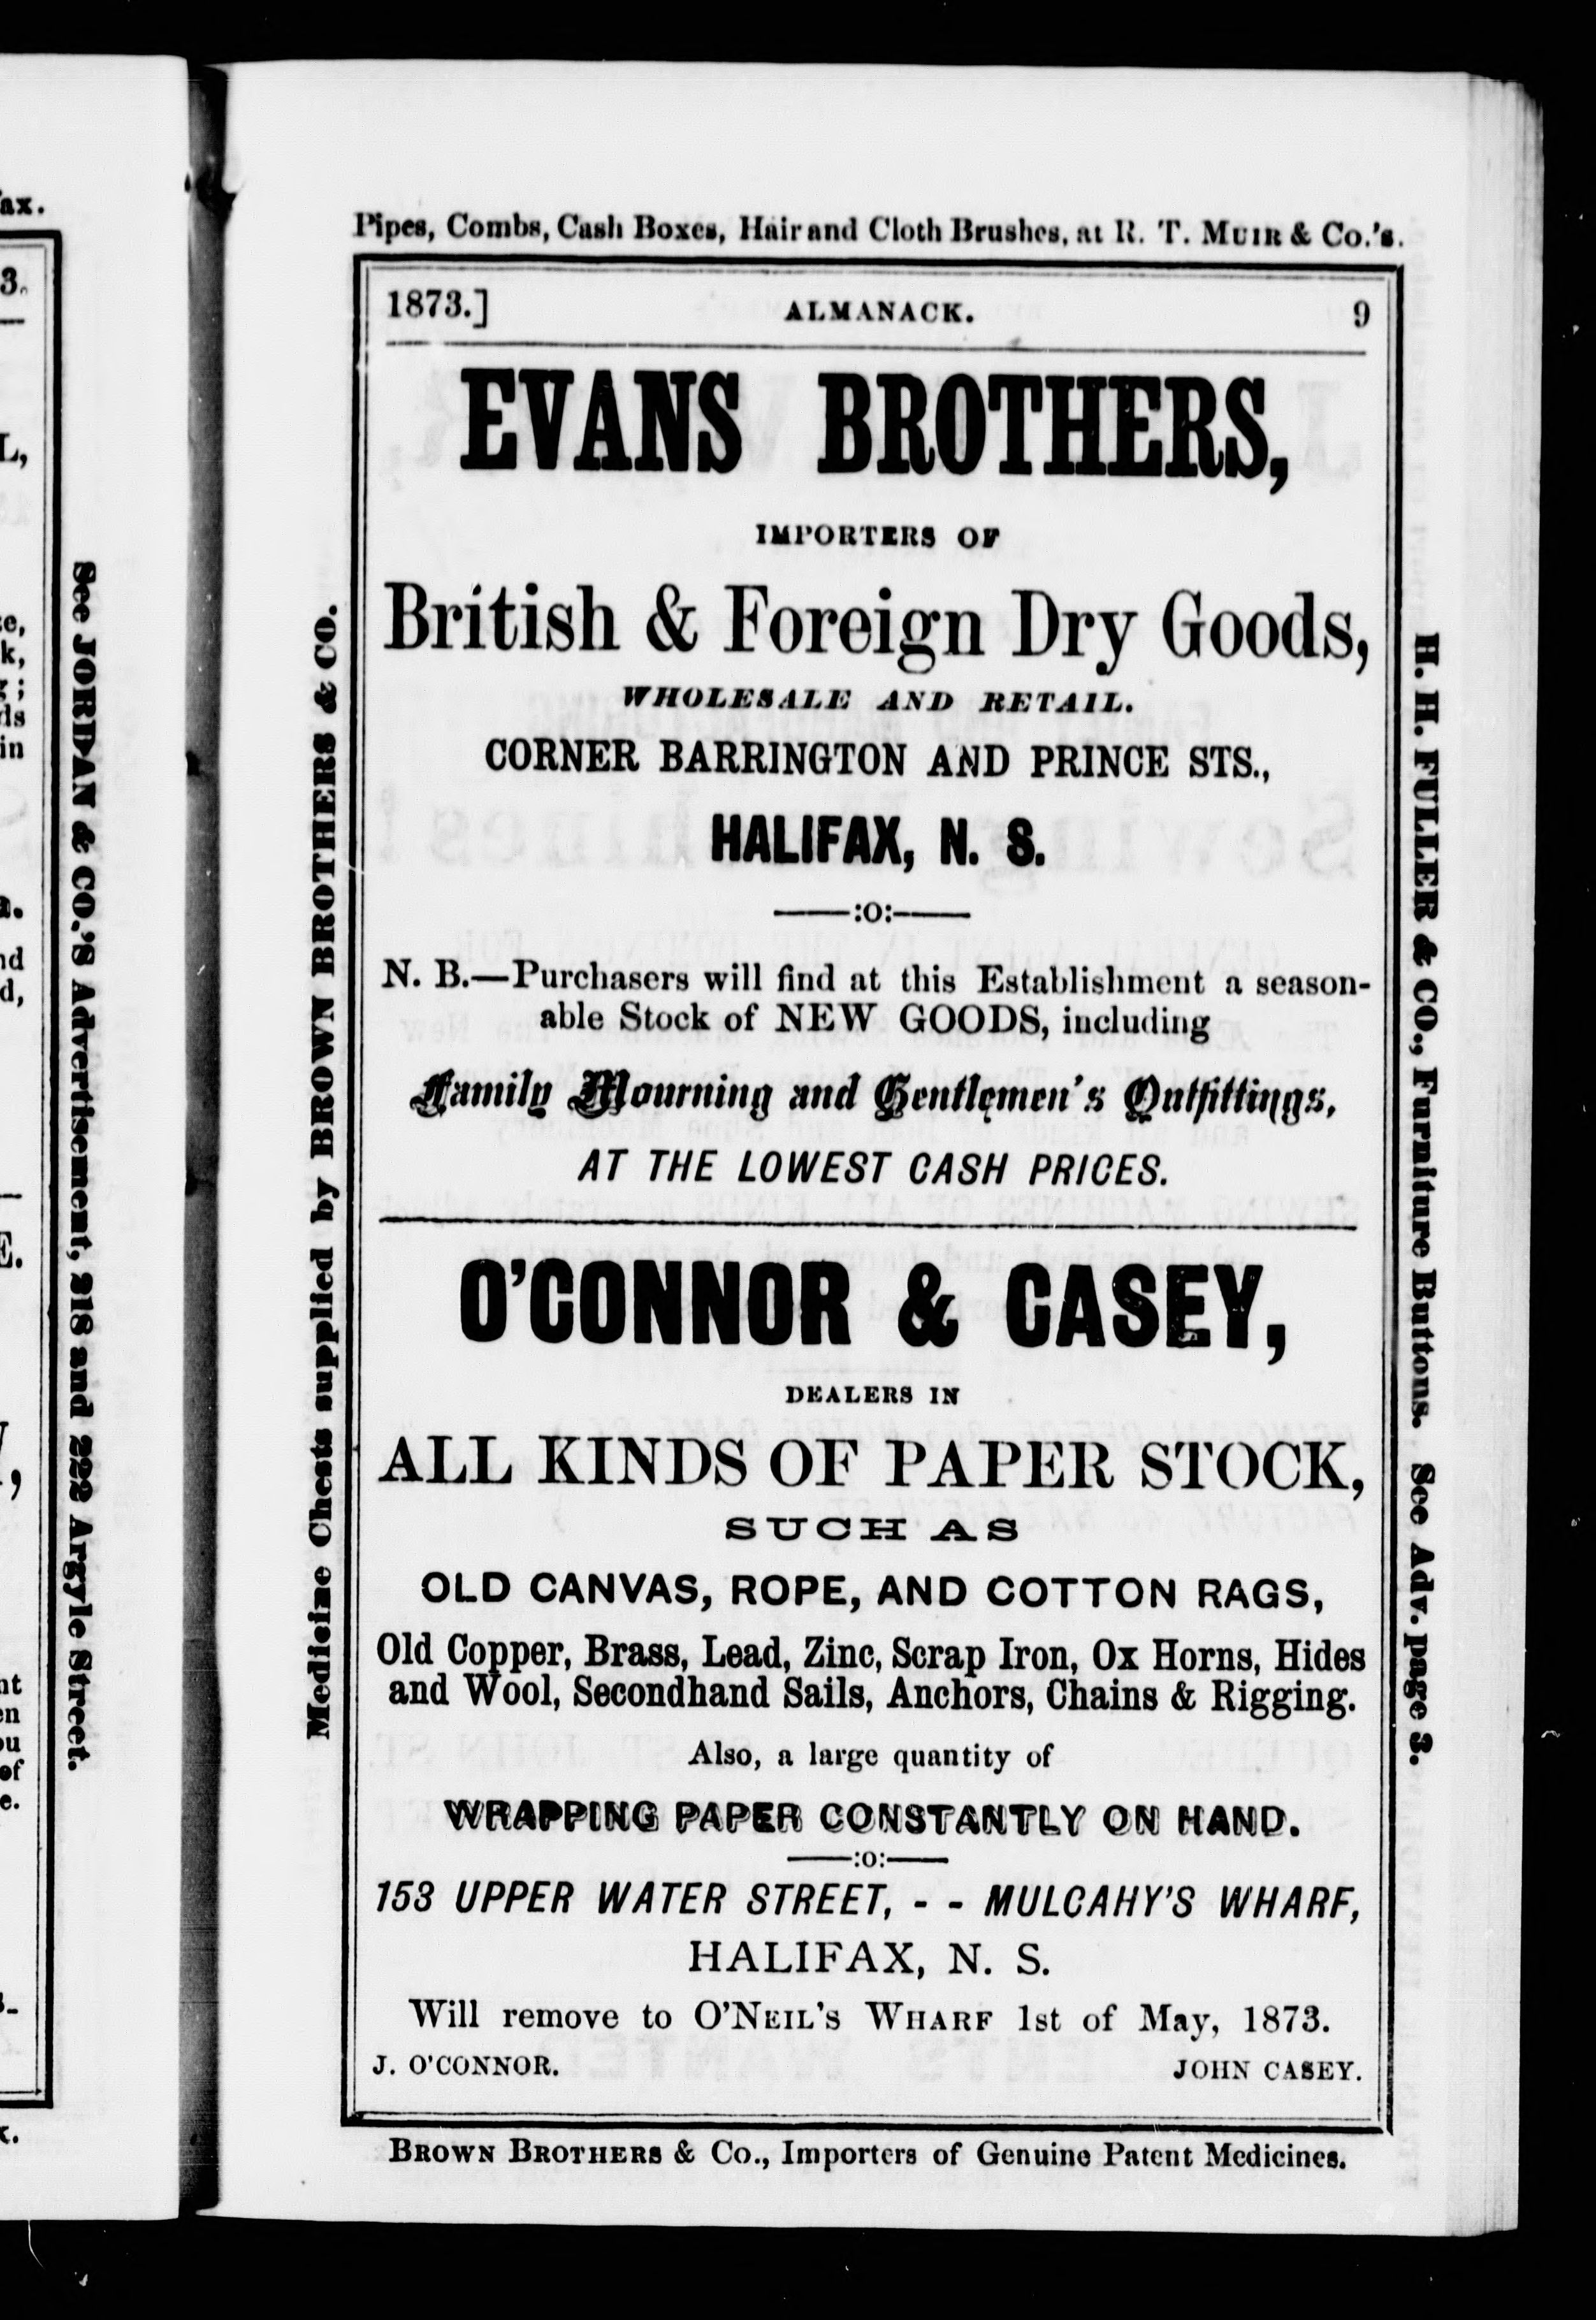 Pipes, Combs, Cash Boxes, Hair and Cloth Brushes, at R. T. MUIR & Co.'s.
1873.] ALMANACK. 9
EVANS BROTHERS,
IMPORTERS OF
British & Foreign Dry Goods,
WHOLESALE AND RETAIL.
CORNER BARRINGTON AND PRINCE STS.,
HALIFAX, N. S.
——:O:——
N. B.—Purchasers will find at this Establishment a season-
able Stock of NEW GOODS, including
Family Mourning and Gentlemen's Outfittings,
AT THE LOWEST CASH PRICES.
O'CONNOR & CASEY,
DEALERS IN
ALL KINDS OF PAPER STOCK,
SUCH AS
OLD CANVAS, ROPE, AND COTTON RAGS,
Old Copper, Brass, Lead, Zinc, Scrap Iron, Ox Horns, Hides
and Wool, Secondhand Sails, Anchors, Chains & Rigging.
Also, a large quantity of
WRAPPING PAPER CONSTANTLY ON HAND.
——:O:——
153 UPPER WATER STREET, - - MULCAHY'S WHARF,
HALIFAX, N. S.
Will remove to O'NEIL'S WHARF 1st of May, 1873.
J. O'CONNOR. JOHN CASEY.
BROWN BROTHERS & Co., Importers of Genuine Patent Medicines.
Medicine Chests supplied by BROWN BROTHERS & CO.
H. H. FULLER & CO., Furniture Buttons. See Adv. page 3.
See JORDAN & CO.'S Advertisement, 218 and 222 Argyle Street.